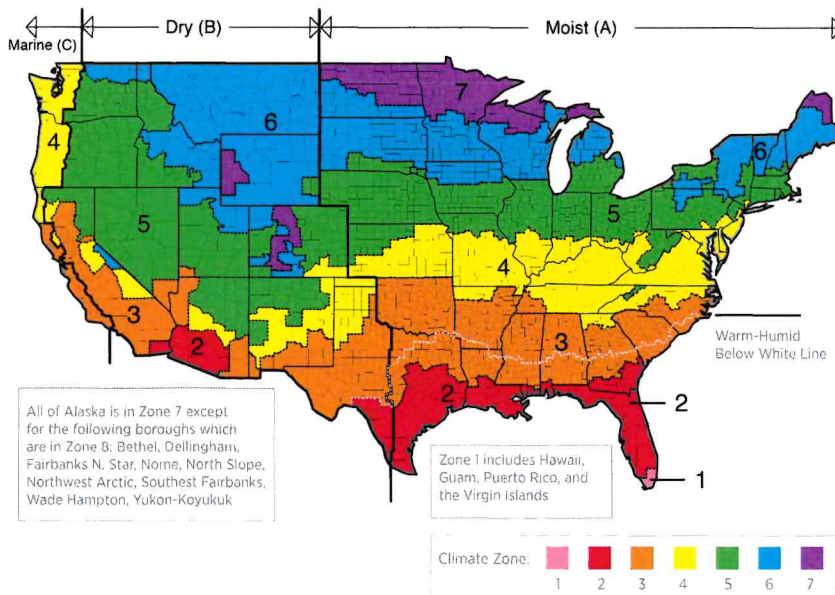 Dry (B)
Moist (A)
Marine (C)
7
6
4
6
5
5
4
3
3
2
Warm-Humid
Below White Line
2
2
1
All of Alaska is in Zone 7 except
for the following boroughs which
are in Zone 8: Bethel, Dellingham,
Fairbanks N. Star, Nome, North Slope,
Northwest Arctic, Southest Fairbanks,
Wade Hampton, Yukon-Koyukuk
Zone 1 includes Hawaii,
Guam, Puerto Rico, and
the Virgin Islands
Climate Zone:
1 2 3 4 5 6 7